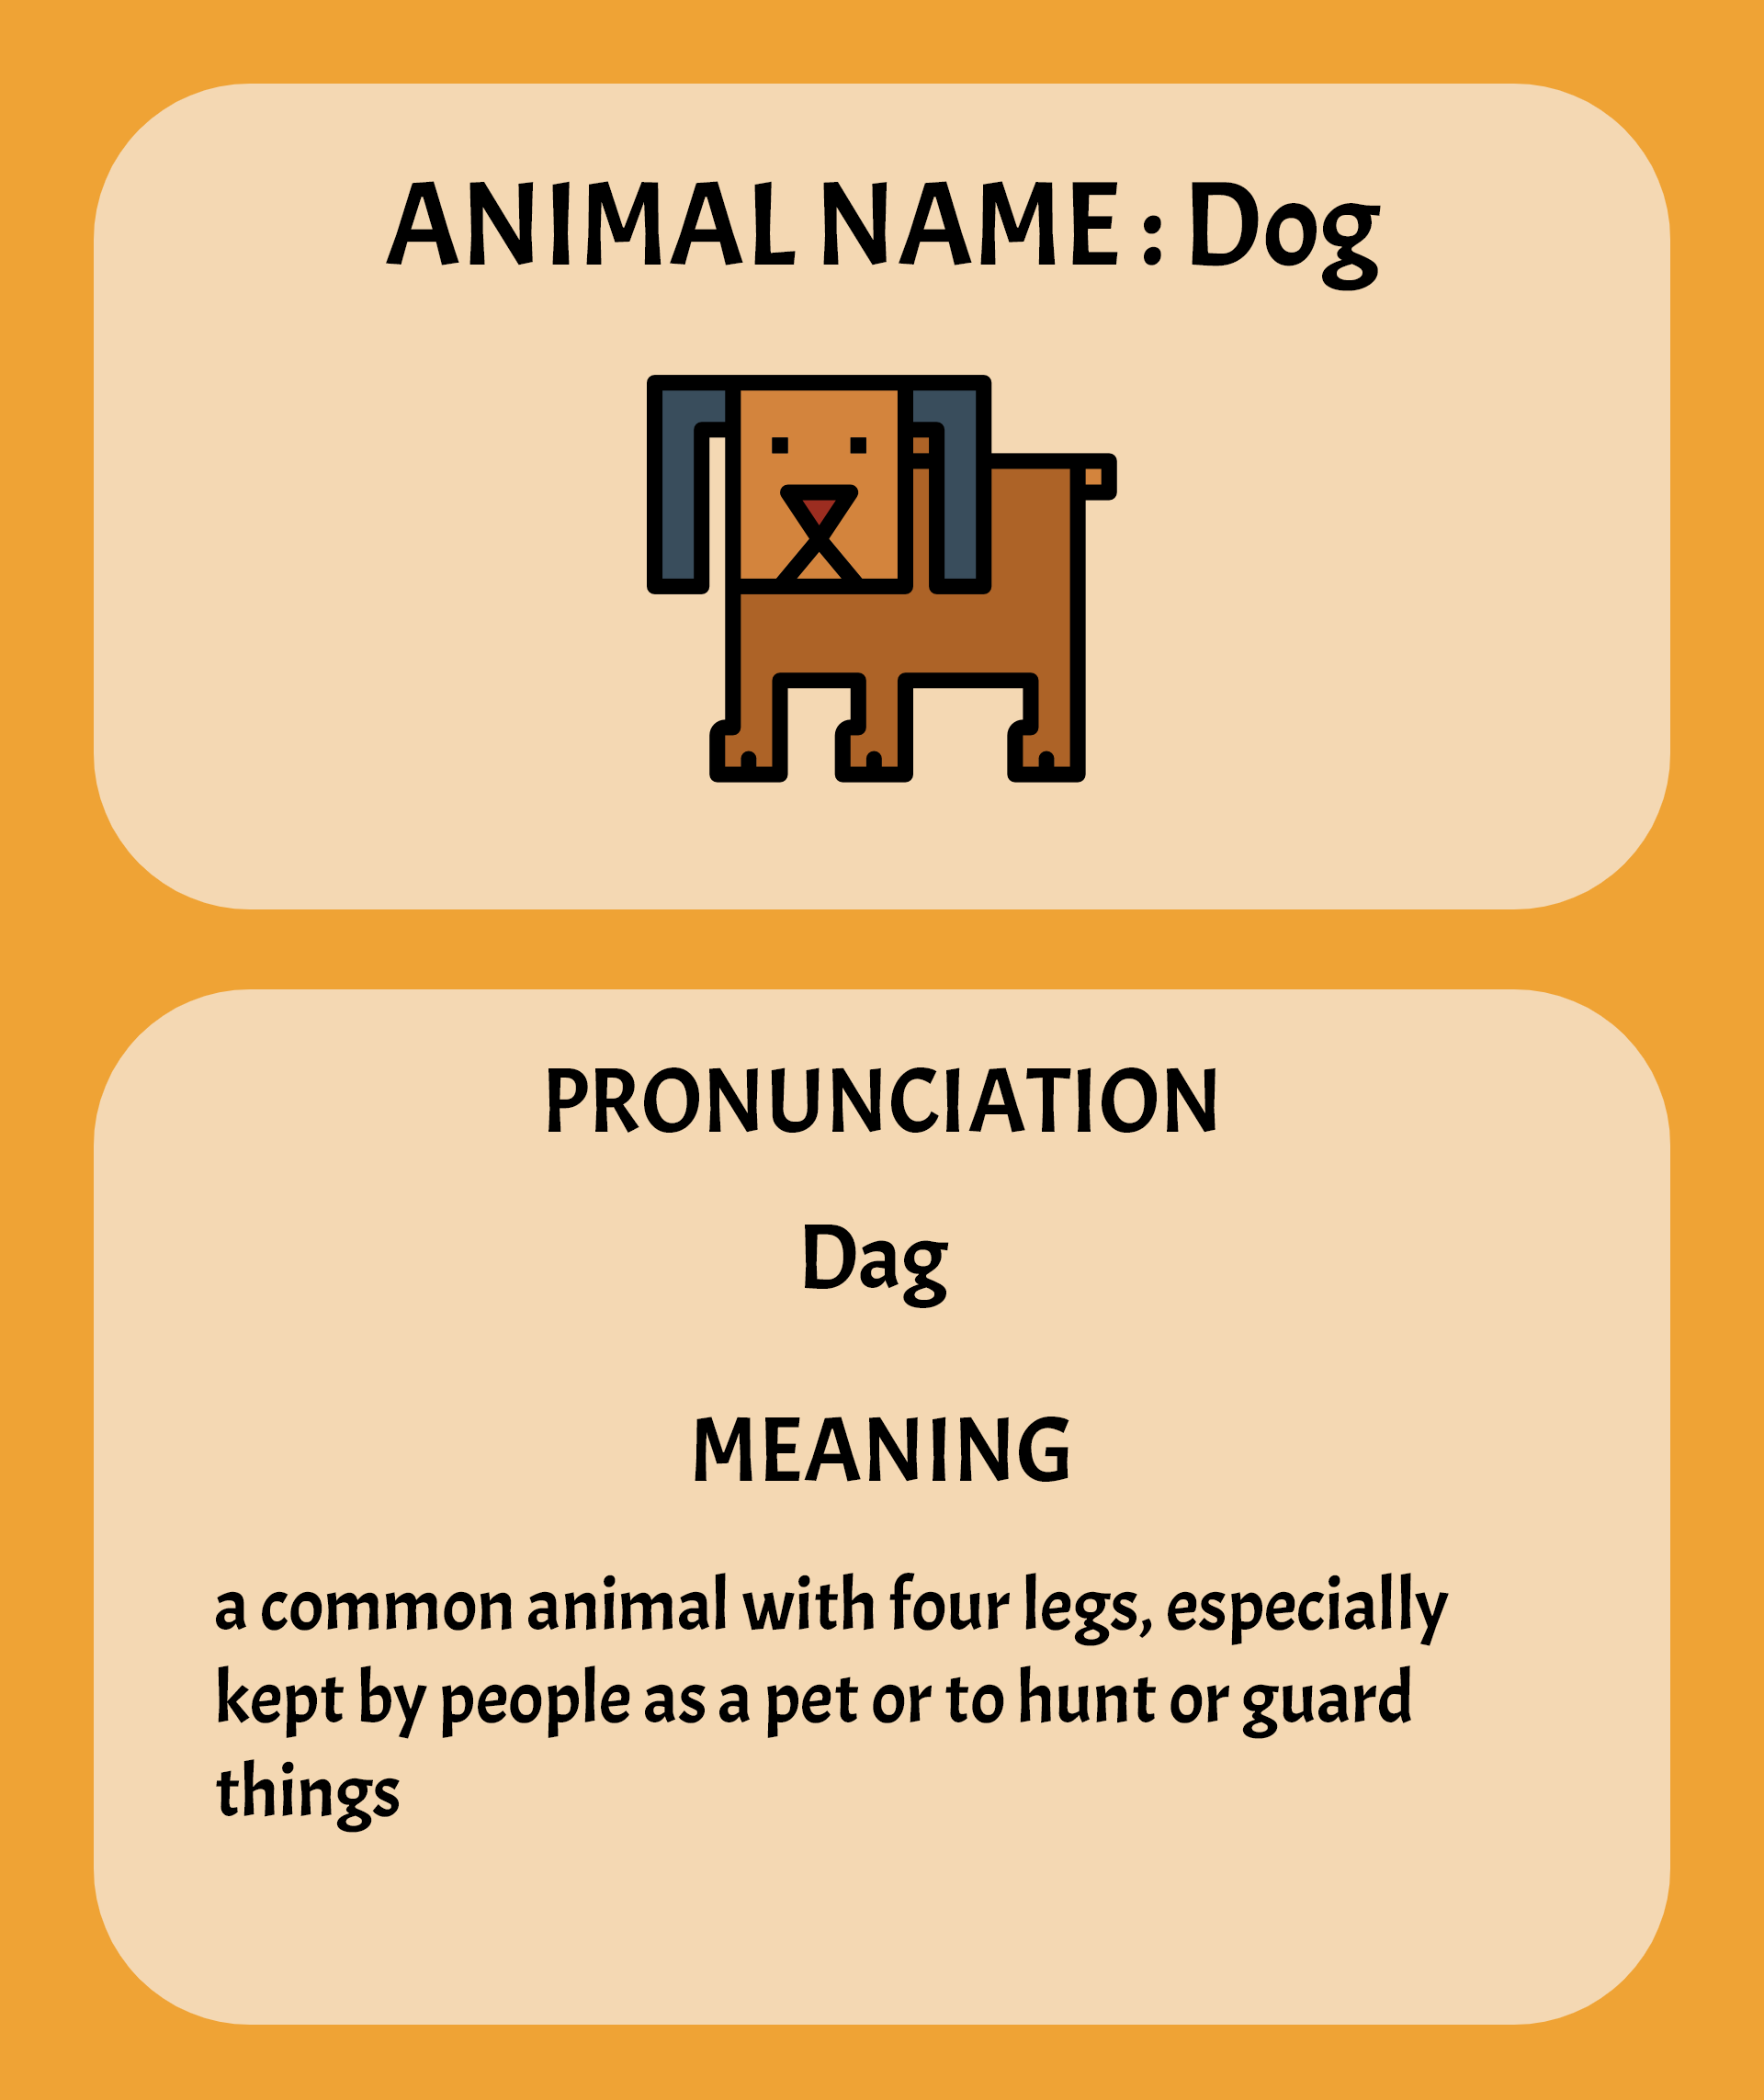 ANIMAL NAME : Dog
PRONUNCIATION
Dag
MEANING
a common animal with four legs, especially
kept by people as a pet or to hunt or guard
things